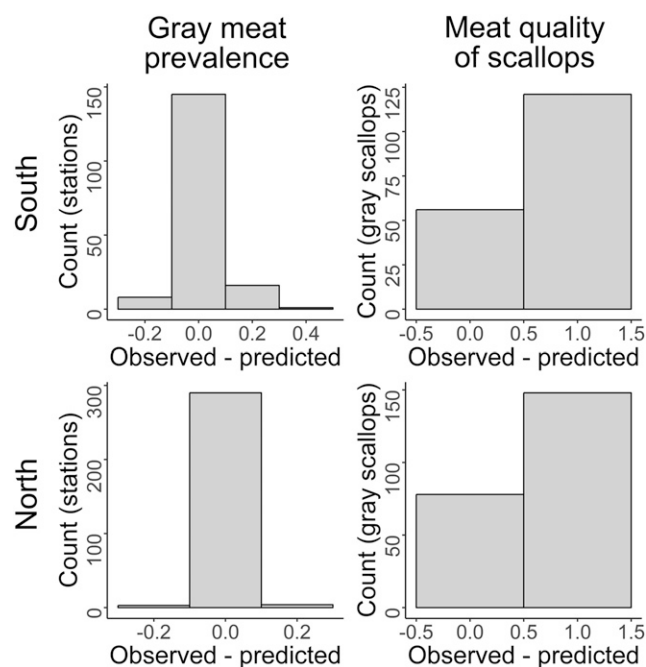 Gray meat
prevalence
Meat quality
of scallops
South
Count (stations)
150
100
50
0
-0.2 0.0 0.2 0.4
Observed - predicted
Count (gray scallops)
125
75
50
25
0
-0.5 0.0 0.5 1.0 1.5
Observed - predicted
North
Count (stations)
300
200
100
0
-0.2 0.0 0.2
Observed - predicted
Count (gray scallops)
150
100
50
0
-0.5 0.0 0.5 1.0 1.5
Observed - predicted